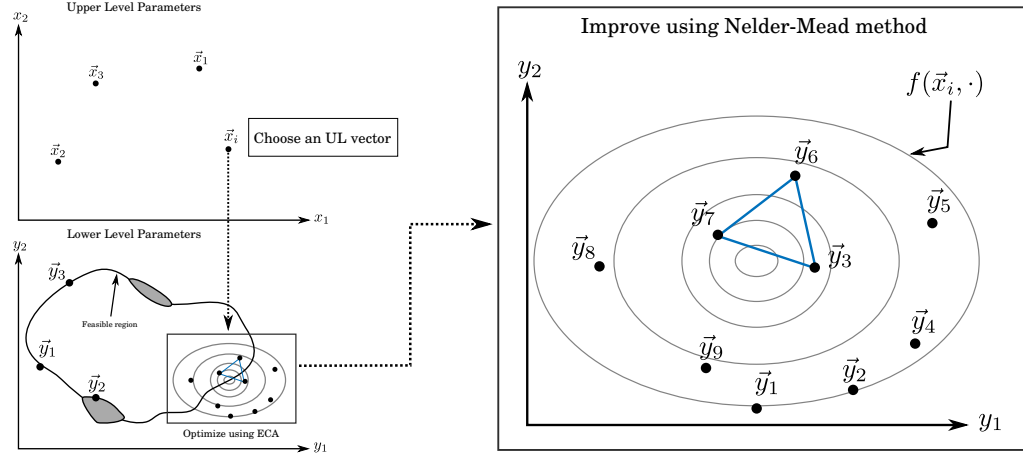 Upper Level Parameters
x₂
x⃗₁
x⃗₃
x⃗ᵢ
Choose an UL vector
x⃗₂
x₁
Lower Level Parameters
y₂
y⃗₃
Feasible region
y⃗₁
y⃗₂
Optimize using ECA
y₁
Improve using Nelder-Mead method
y₂
f(x⃗ᵢ, ·)
y⃗₆
y⃗₅
y⃗₇
y⃗₈
y⃗₃
y⃗₄
y⃗₉
y⃗₁
y⃗₂
y₁